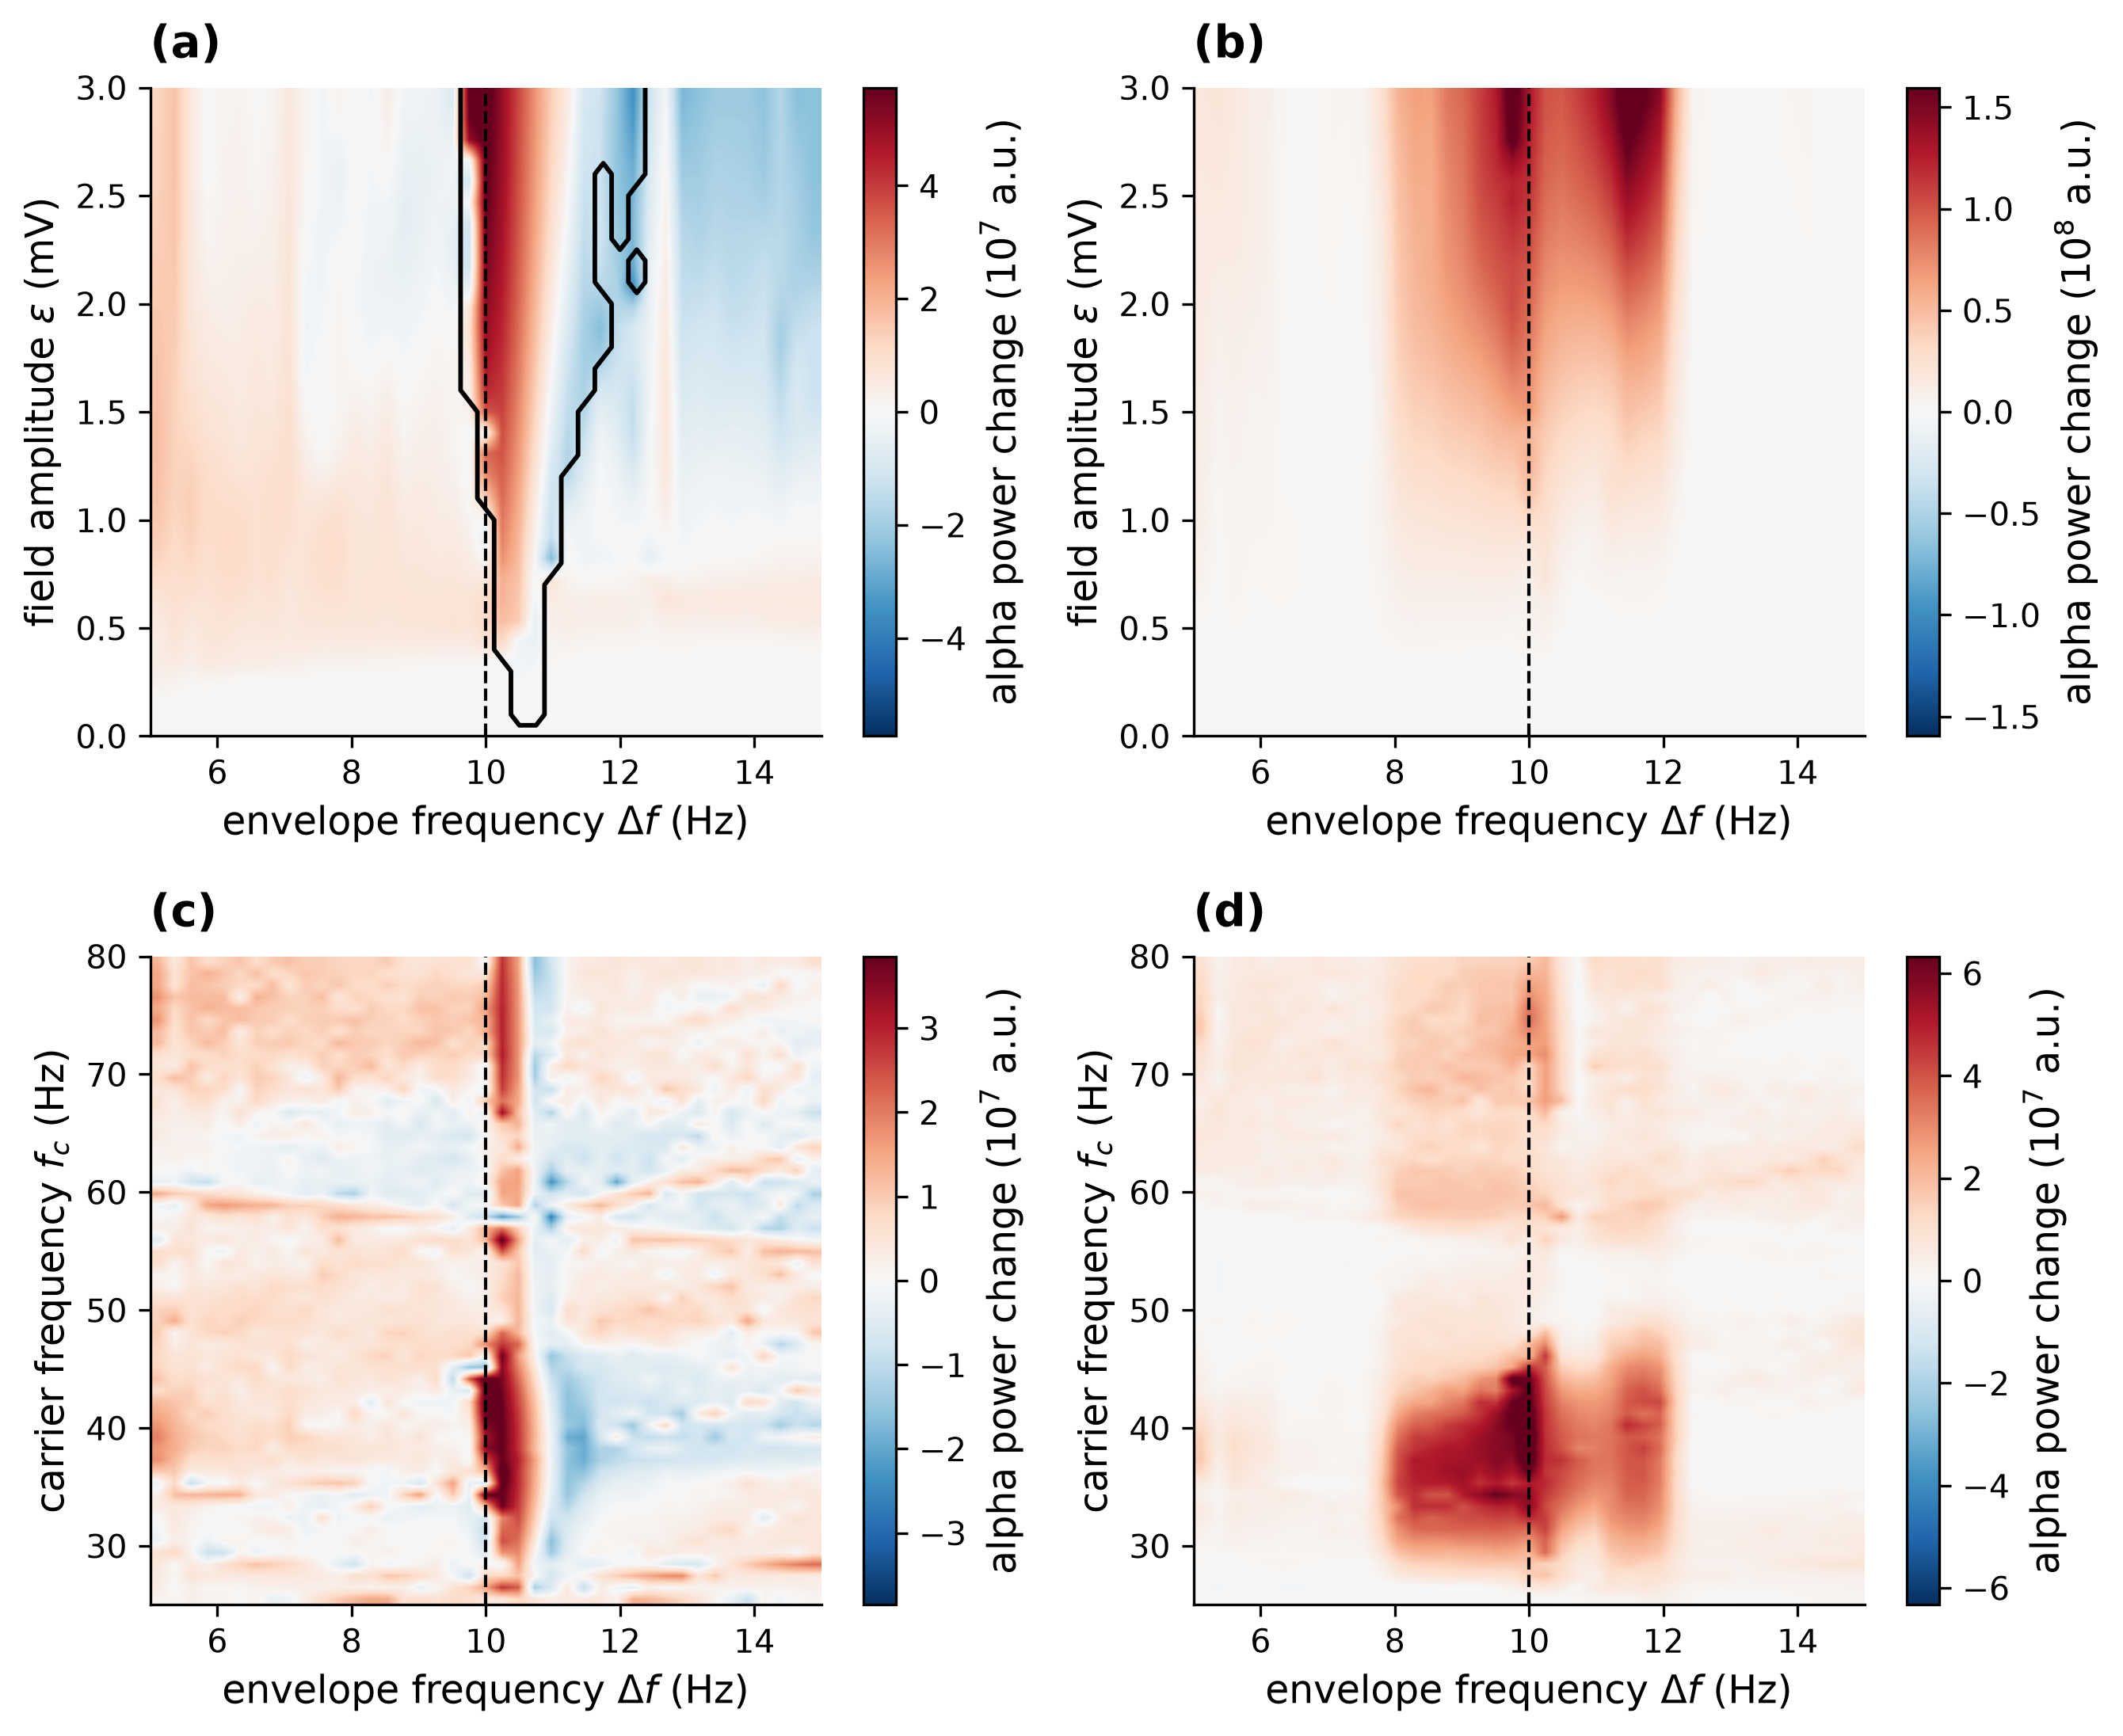 (a)
3.0
2.5
2.0
1.5
1.0
0.5
0.0
field amplitude ε (mV)
6 8 10 12 14
envelope frequency Δf (Hz)
4
2
0
−2
−4
alpha power change (10⁷ a.u.)
(b)
3.0
2.5
2.0
1.5
1.0
0.5
0.0
field amplitude ε (mV)
6 8 10 12 14
envelope frequency Δf (Hz)
1.5
1.0
0.5
0.0
−0.5
−1.0
−1.5
alpha power change (10⁸ a.u.)
(c)
80
70
60
50
40
30
carrier frequency f_c (Hz)
6 8 10 12 14
envelope frequency Δf (Hz)
3
2
1
0
−1
−2
−3
alpha power change (10⁷ a.u.)
(d)
80
70
60
50
40
30
carrier frequency f_c (Hz)
6 8 10 12 14
envelope frequency Δf (Hz)
6
4
2
0
−2
−4
−6
alpha power change (10⁷ a.u.)